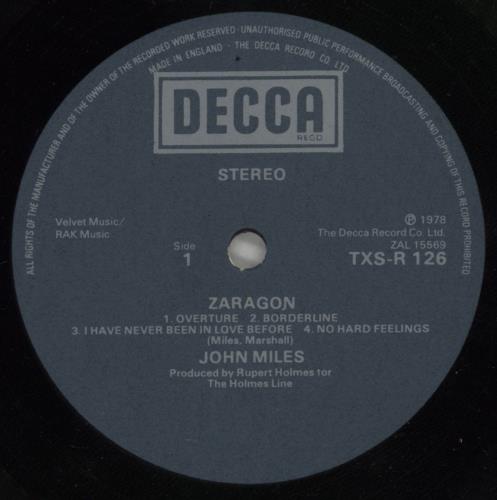 ALL RIGHTS OF THE MANUFACTURER AND OF THE OWNER OF THE RECORDED WORK RESERVED · UNAUTHORISED PUBLIC PERFORMANCE BROADCASTING AND COPYING OF THIS RECORD PROHIBITED
MADE IN ENGLAND · THE DECCA RECORD CO. LTD.
DECCA
REGD
STEREO
Velvet Music/
RAK Music
℗ 1978
The Decca Record Co. Ltd.
ZAL 15569
TXS-R 126
Side
1
ZARAGON
1. OVERTURE 2. BORDERLINE
3. I HAVE NEVER BEEN IN LOVE BEFORE 4. NO HARD FEELINGS
(Miles, Marshall)
JOHN MILES
Produced by Rupert Holmes for
The Holmes Line